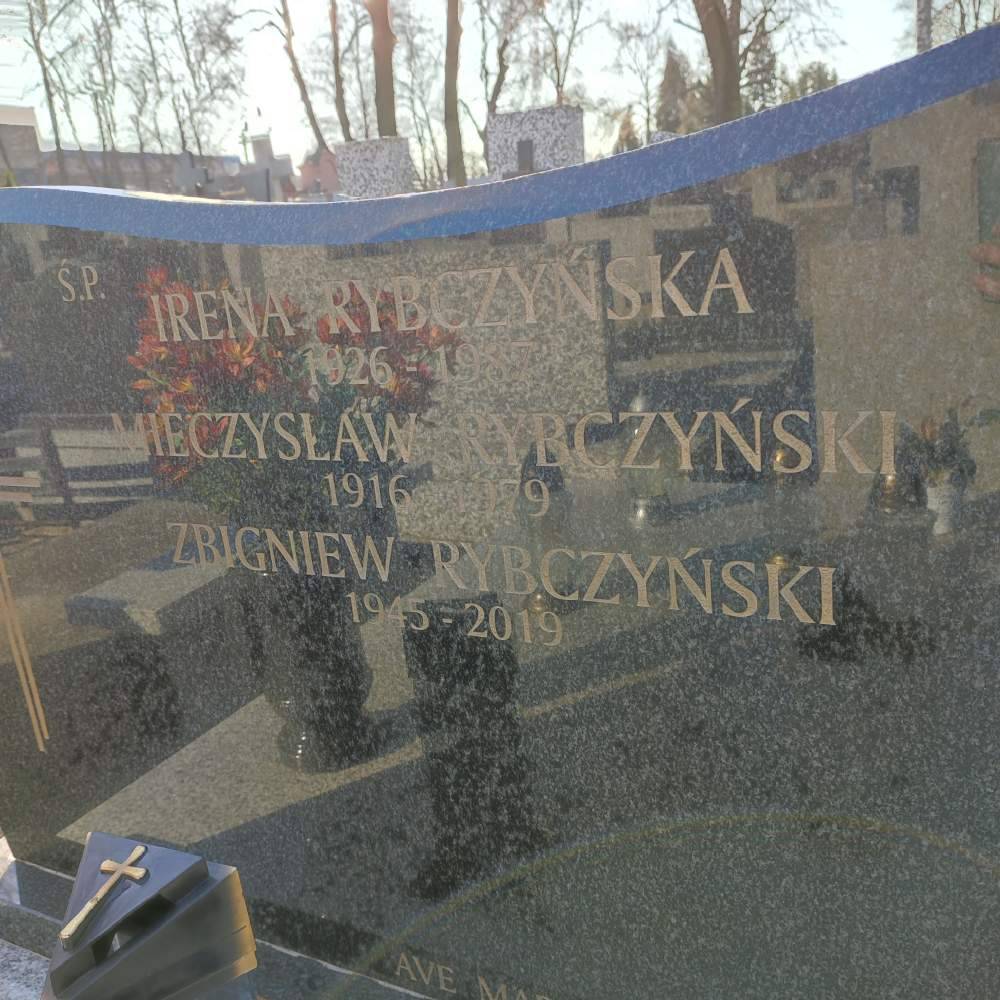 Ś.P.
IRENA RYBCZYŃSKA
1926 - 1987
MIECZYSŁAW RYBCZYŃSKI
1916 - 1979
ZBIGNIEW RYBCZYŃSKI
1945 - 2019
AVE